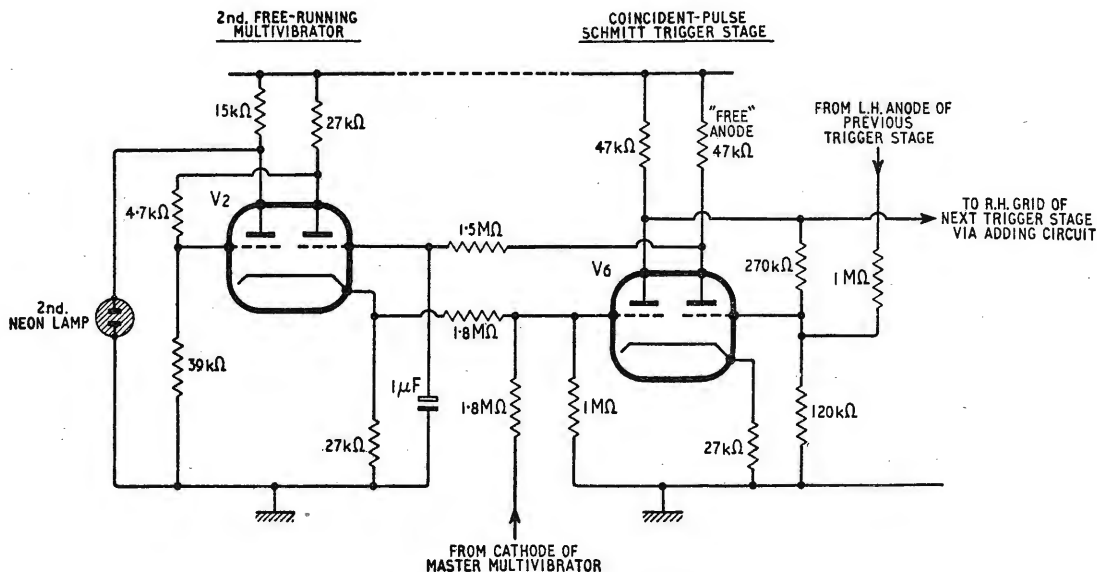 2nd. FREE-RUNNING
MULTIVIBRATOR
COINCIDENT-PULSE
SCHMITT TRIGGER STAGE
15kΩ
27kΩ
47kΩ
"FREE"
ANODE
47kΩ
FROM L.H. ANODE OF
PREVIOUS
TRIGGER STAGE
4·7kΩ
V2
TO R.H. GRID OF
NEXT TRIGGER STAGE
VIA ADDING CIRCUIT
1·5MΩ
270kΩ
1MΩ
V6
2nd.
NEON LAMP
1·8MΩ
39kΩ
1μF
1·8MΩ
1MΩ
120kΩ
27kΩ
27kΩ
FROM CATHODE OF
MASTER MULTIVIBRATOR